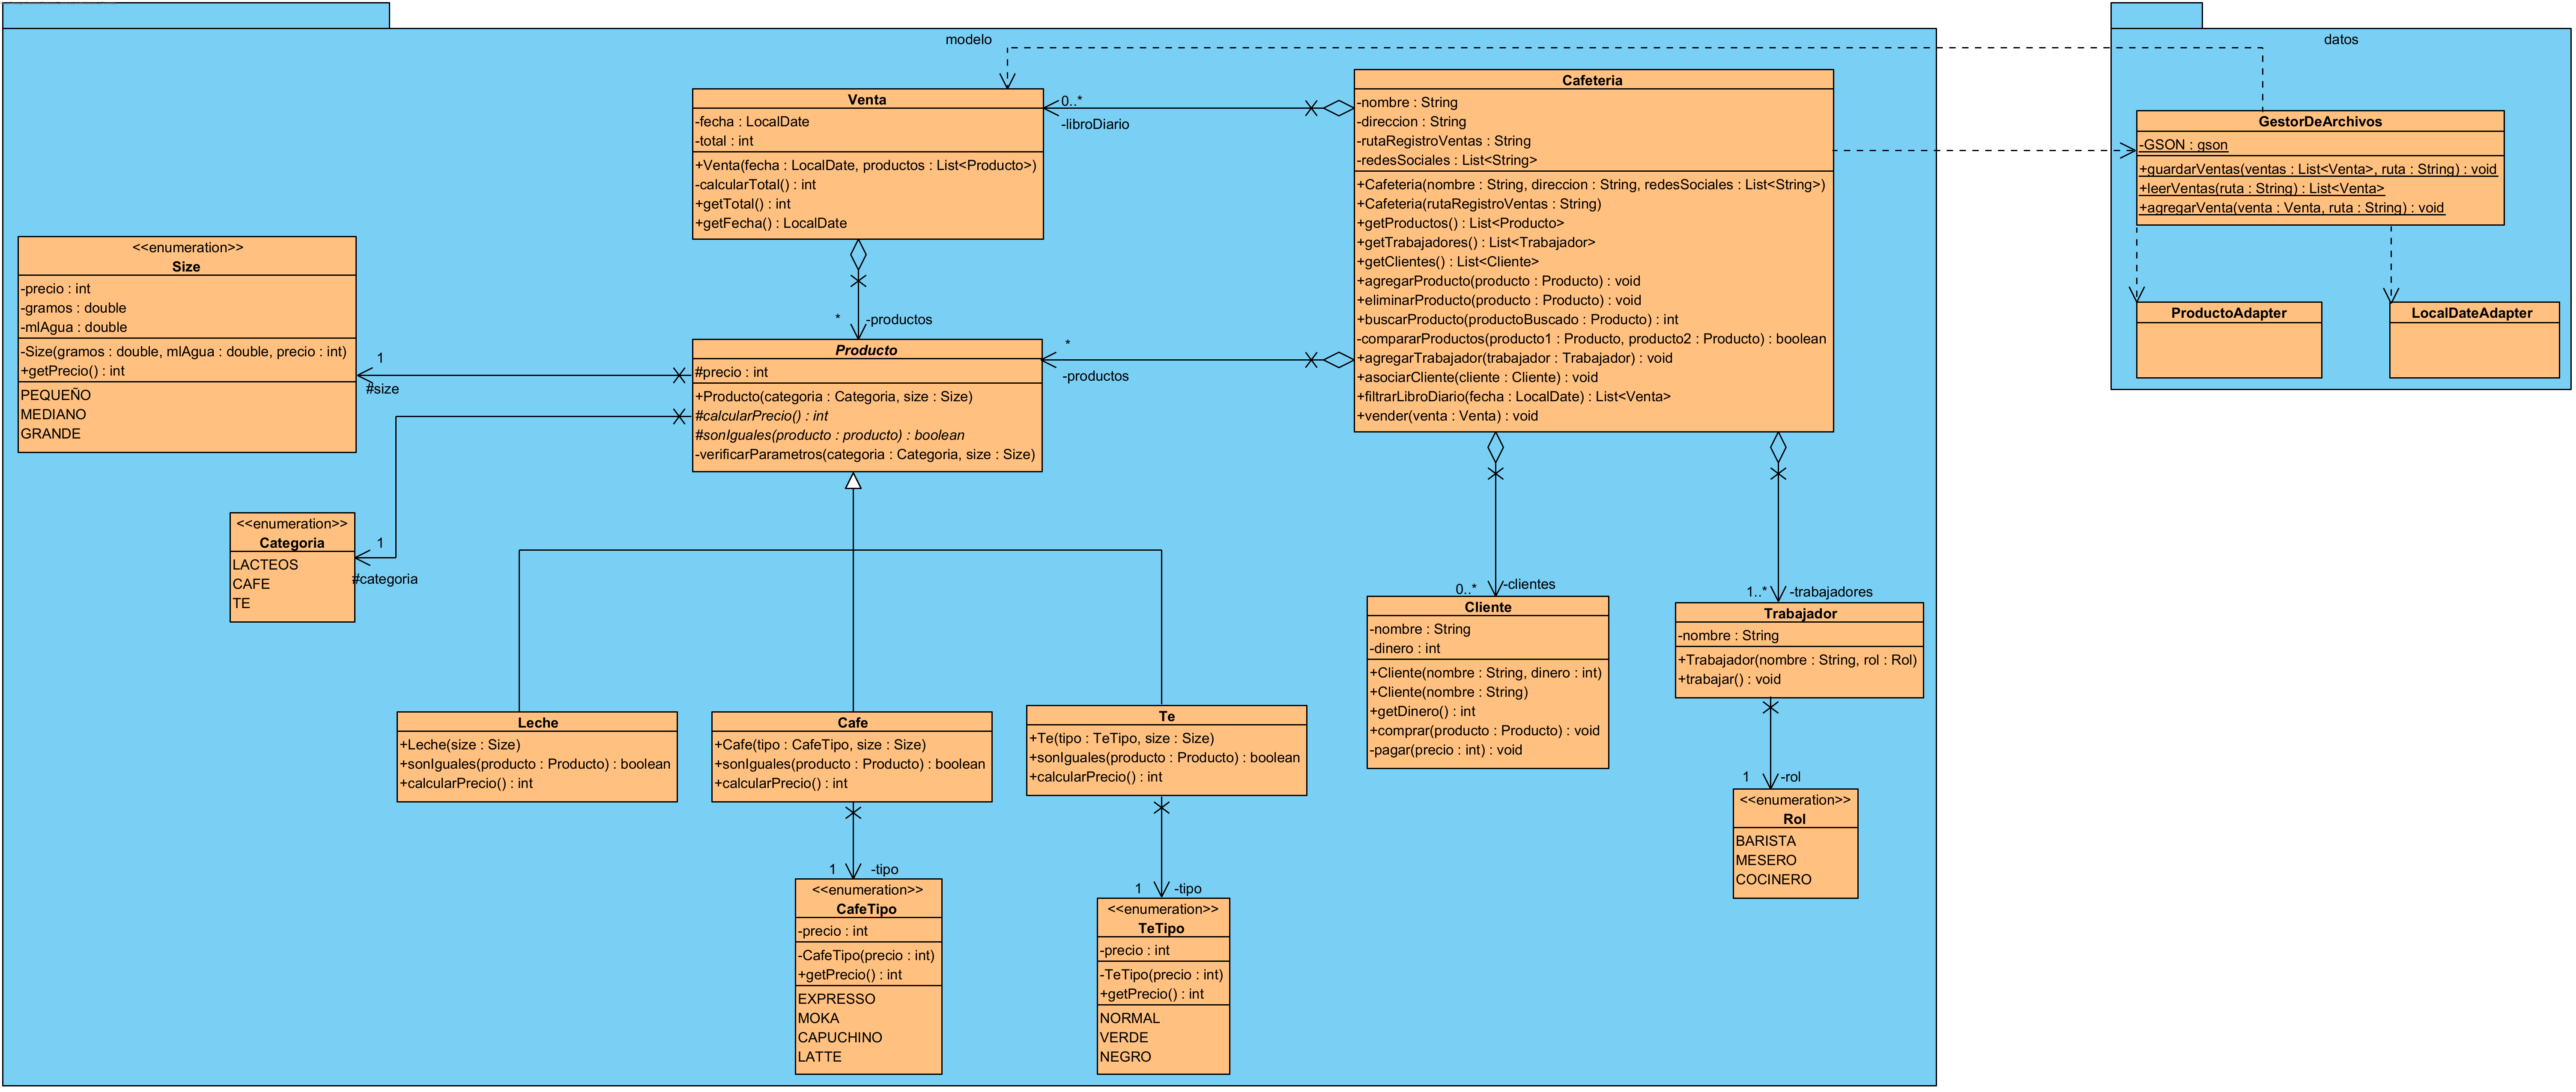 modelo
datos
Venta
-fecha : LocalDate
-total : int
+Venta(fecha : LocalDate, productos : List<Producto>)
-calcularTotal() : int
+getTotal() : int
+getFecha() : LocalDate
0..*
-libroDiario
Cafeteria
-nombre : String
-direccion : String
-rutaRegistroVentas : String
-redesSociales : List<String>
+Cafeteria(nombre : String, direccion : String, redesSociales : List<String>)
+Cafeteria(rutaRegistroVentas : String)
+getProductos() : List<Producto>
+getTrabajadores() : List<Trabajador>
+getClientes() : List<Cliente>
+agregarProducto(producto : Producto) : void
+eliminarProducto(producto : Producto) : void
+buscarProducto(productoBuscado : Producto) : int
-compararProductos(producto1 : Producto, producto2 : Producto) : boolean
+agregarTrabajador(trabajador : Trabajador) : void
+asociarCliente(cliente : Cliente) : void
+filtrarLibroDiario(fecha : LocalDate) : List<Venta>
+vender(venta : Venta) : void
GestorDeArchivos
-GSON : gson
+guardarVentas(ventas : List<Venta>, ruta : String) : void
+leerVentas(ruta : String) : List<Venta>
+agregarVenta(venta : Venta, ruta : String) : void
ProductoAdapter
LocalDateAdapter
<<enumeration>>
Size
-precio : int
-gramos : double
-mlAgua : double
-Size(gramos : double, mlAgua : double, precio : int)
+getPrecio() : int
PEQUEÑO
MEDIANO
GRANDE
1
#size
* -productos
Producto
#precio : int
+Producto(categoria : Categoria, size : Size)
#calcularPrecio() : int
#sonIguales(producto : producto) : boolean
-verificarParametros(categoria : Categoria, size : Size)
*
-productos
<<enumeration>>
Categoria
LACTEOS
CAFE
TE
1
#categoria
0..* -clientes
1..* -trabajadores
Cliente
-nombre : String
-dinero : int
+Cliente(nombre : String, dinero : int)
+Cliente(nombre : String)
+getDinero() : int
+comprar(producto : Producto) : void
-pagar(precio : int) : void
Trabajador
-nombre : String
+Trabajador(nombre : String, rol : Rol)
+trabajar() : void
1 -rol
<<enumeration>>
Rol
BARISTA
MESERO
COCINERO
Leche
+Leche(size : Size)
+sonIguales(producto : Producto) : boolean
+calcularPrecio() : int
Cafe
+Cafe(tipo : CafeTipo, size : Size)
+sonIguales(producto : Producto) : boolean
+calcularPrecio() : int
Te
+Te(tipo : TeTipo, size : Size)
+sonIguales(producto : Producto) : boolean
+calcularPrecio() : int
1 -tipo
<<enumeration>>
CafeTipo
-precio : int
-CafeTipo(precio : int)
+getPrecio() : int
EXPRESSO
MOKA
CAPUCHINO
LATTE
1 -tipo
<<enumeration>>
TeTipo
-precio : int
-TeTipo(precio : int)
+getPrecio() : int
NORMAL
VERDE
NEGRO